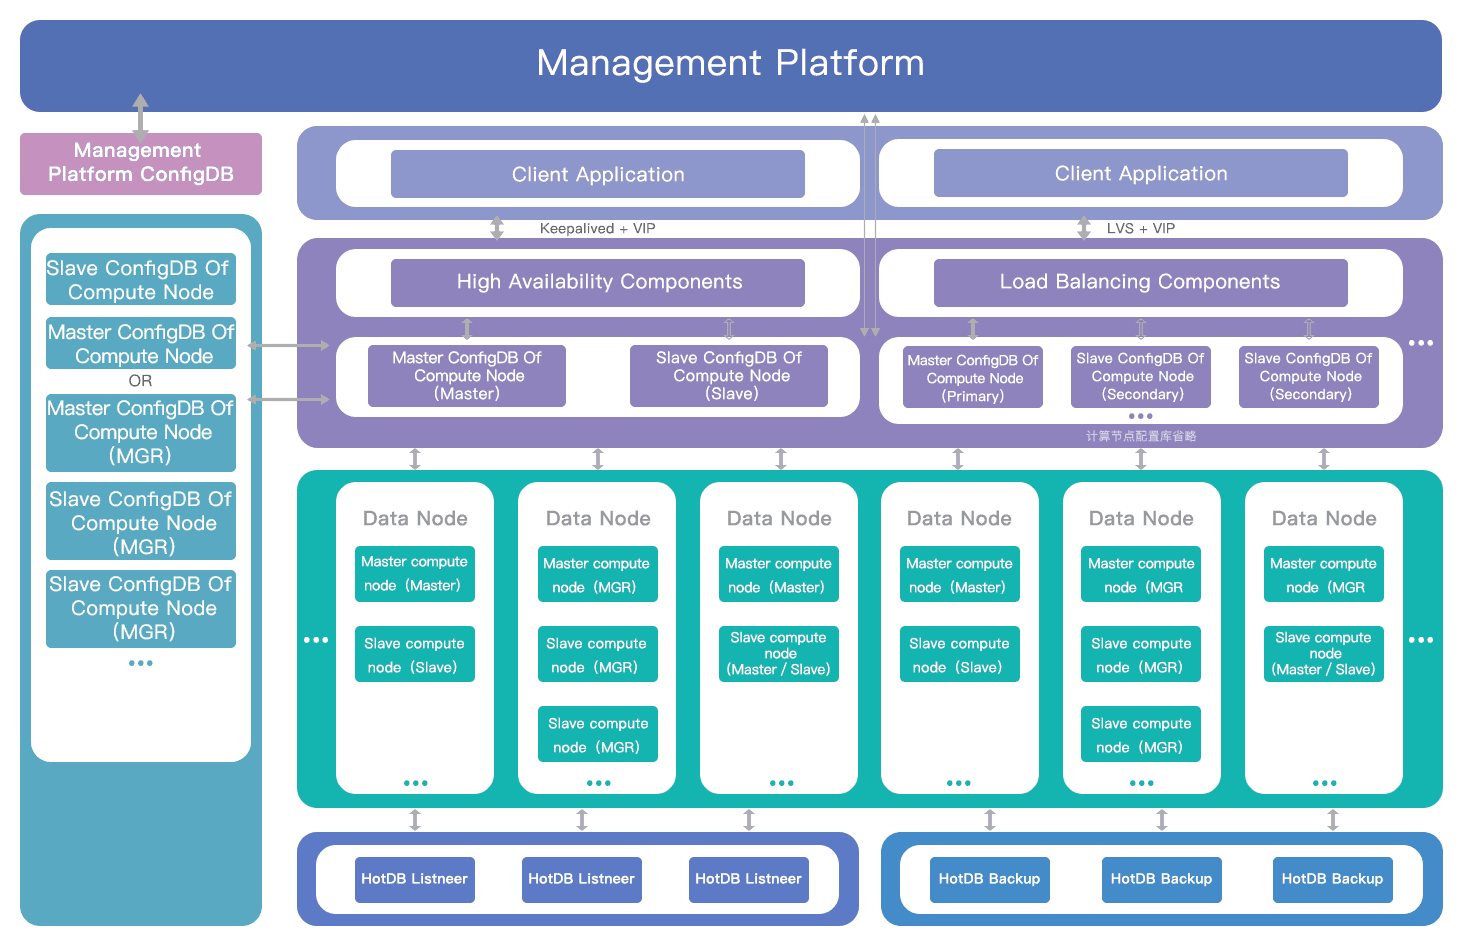 Management Platform
Management
Platform ConfigDB
Slave ConfigDB Of
Compute Node
Master ConfigDB Of
Compute Node
OR
Master ConfigDB Of
Compute Node
(MGR)
Slave ConfigDB Of
Compute Node
(MGR)
Slave ConfigDB Of
Compute Node
(MGR)
...
Client Application
Client Application
Keepalived + VIP
LVS + VIP
High Availability Components
Load Balancing Components
Master ConfigDB Of
Compute Node
(Master)
Slave ConfigDB Of
Compute Node
(Slave)
Master ConfigDB Of
Compute Node
(Primary)
Slave ConfigDB Of
Compute Node
(Secondary)
Slave ConfigDB Of
Compute Node
(Secondary)
...
...
计算节点配置库省略
...
Data Node
Master compute
node（Master）
Slave compute
node（Slave）
...
Data Node
Master compute
node（MGR）
Slave compute
node（MGR）
Slave compute
node（MGR）
...
Data Node
Master compute
node（Master）
Slave compute
node
(Master / Slave)
...
Data Node
Master compute
node（Master）
Slave compute
node（Slave）
...
Data Node
Master compute
node（MGR
Slave compute
node（MGR）
Slave compute
node（MGR）
...
Data Node
Master compute
node（MGR
Slave compute
node
(Master / Slave)
...
...
HotDB Listneer
HotDB Listneer
HotDB Listneer
HotDB Backup
HotDB Backup
HotDB Backup